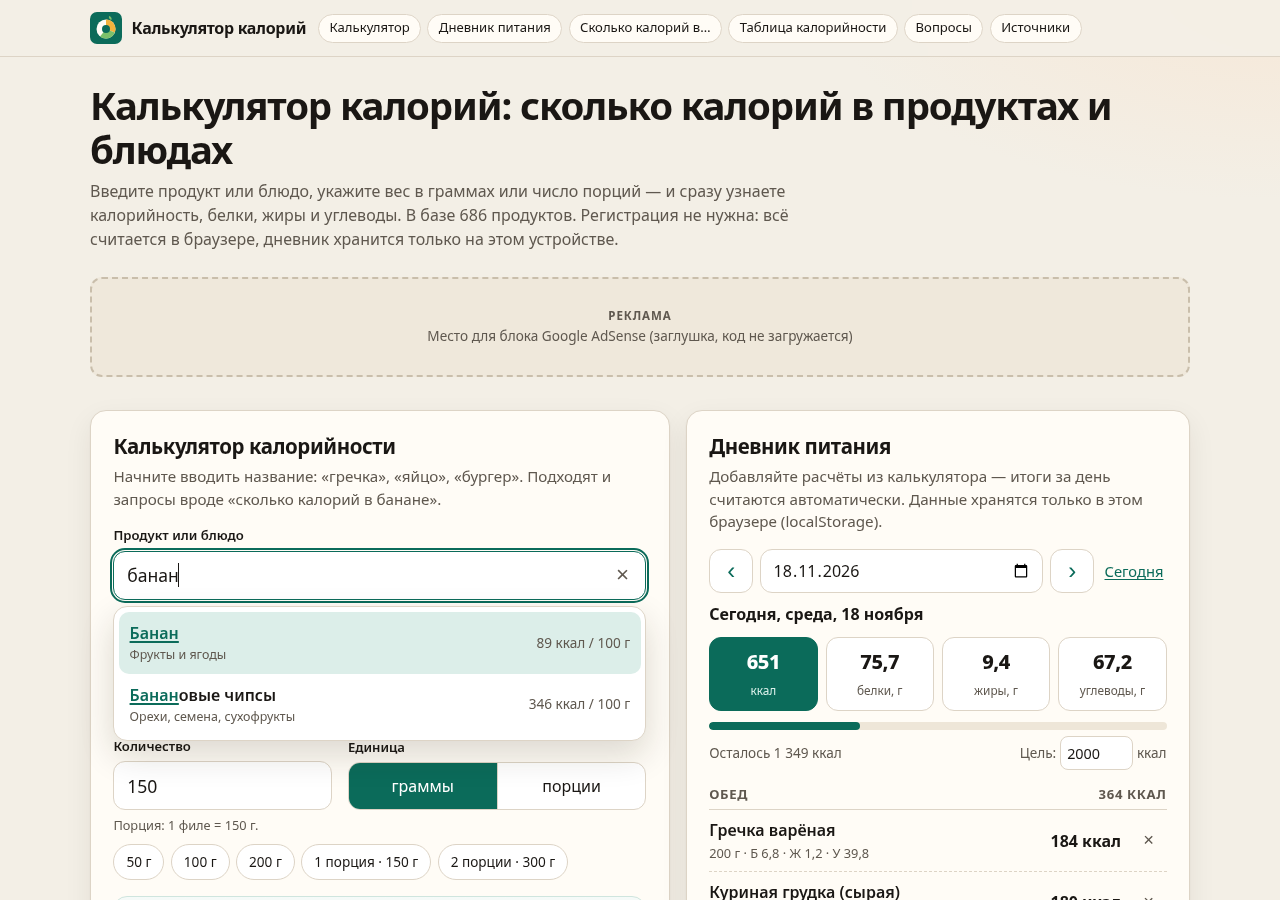 Калькулятор калорий
Калькулятор
Дневник питания
Сколько калорий в…
Таблица калорийности
Вопросы
Источники
Калькулятор калорий: сколько калорий в продуктах и
блюдах
Введите продукт или блюдо, укажите вес в граммах или число порций — и сразу узнаете
калорийность, белки, жиры и углеводы. В базе 686 продуктов. Регистрация не нужна: всё
считается в браузере, дневник хранится только на этом устройстве.
РЕКЛАМА
Место для блока Google AdSense (заглушка, код не загружается)
Калькулятор калорийности
Начните вводить название: «гречка», «яйцо», «бургер». Подходят и
запросы вроде «сколько калорий в банане».
Продукт или блюдо
банан
Банан
Фрукты и ягоды
89 ккал / 100 г
Банановые чипсы
Орехи, семена, сухофрукты
346 ккал / 100 г
Количество
Единица
150
граммы
порции
Порция: 1 филе = 150 г.
50 г
100 г
200 г
1 порция · 150 г
2 порции · 300 г
Дневник питания
Добавляйте расчёты из калькулятора — итоги за день
считаются автоматически. Данные хранятся только в этом
браузере (localStorage).
18.11.2026
Сегодня
Сегодня, среда, 18 ноября
651
ккал
75,7
белки, г
9,4
жиры, г
67,2
углеводы, г
Осталось 1 349 ккал
Цель: 2000 ккал
ОБЕД
364 ККАЛ
Гречка варёная
200 г · Б 6,8 · Ж 1,2 · У 39,8
184 ккал
Куриная грудка (сырая)